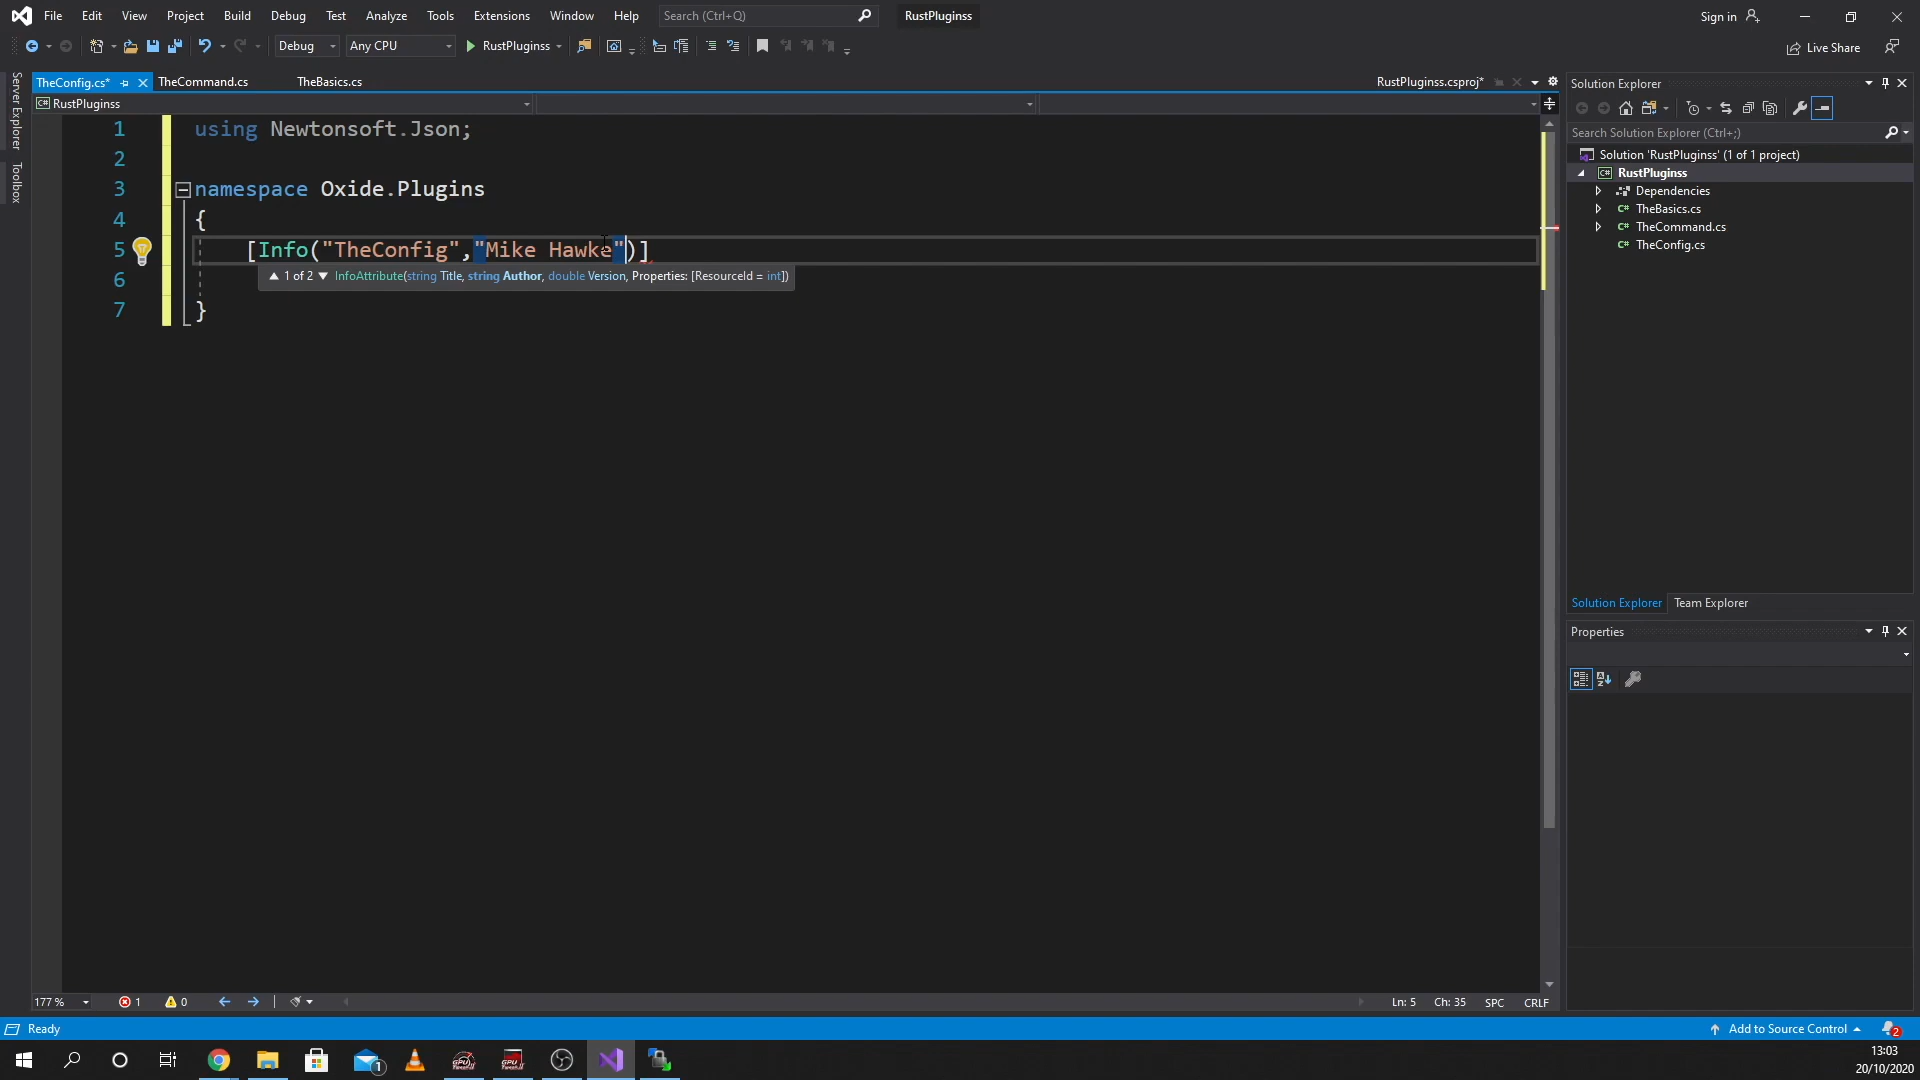 File Edit View Project Build Debug Test Analyze Tools Extensions Window Help Search (Ctrl+Q) RustPluginss Sign in
Debug Any CPU RustPluginss Live Share
TheConfig.cs* TheCommand.cs TheBasics.cs RustPluginss.csproj*
RustPluginss
Server Explorer
Toolbox
1 using Newtonsoft.Json;
2
3 namespace Oxide.Plugins
4 {
5 [Info("TheConfig","Mike Hawke")]
1 of 2 InfoAttribute(string Title, string Author, double Version, Properties: [ResourceId = int])
6
7 }
Solution Explorer
Search Solution Explorer (Ctrl+;)
Solution 'RustPluginss' (1 of 1 project)
RustPluginss
Dependencies
TheBasics.cs
TheCommand.cs
TheConfig.cs
Solution Explorer Team Explorer
Properties
177 % 1 0 Ln: 5 Ch: 35 SPC CRLF
Ready Add to Source Control 2
1
13:03
20/10/2020